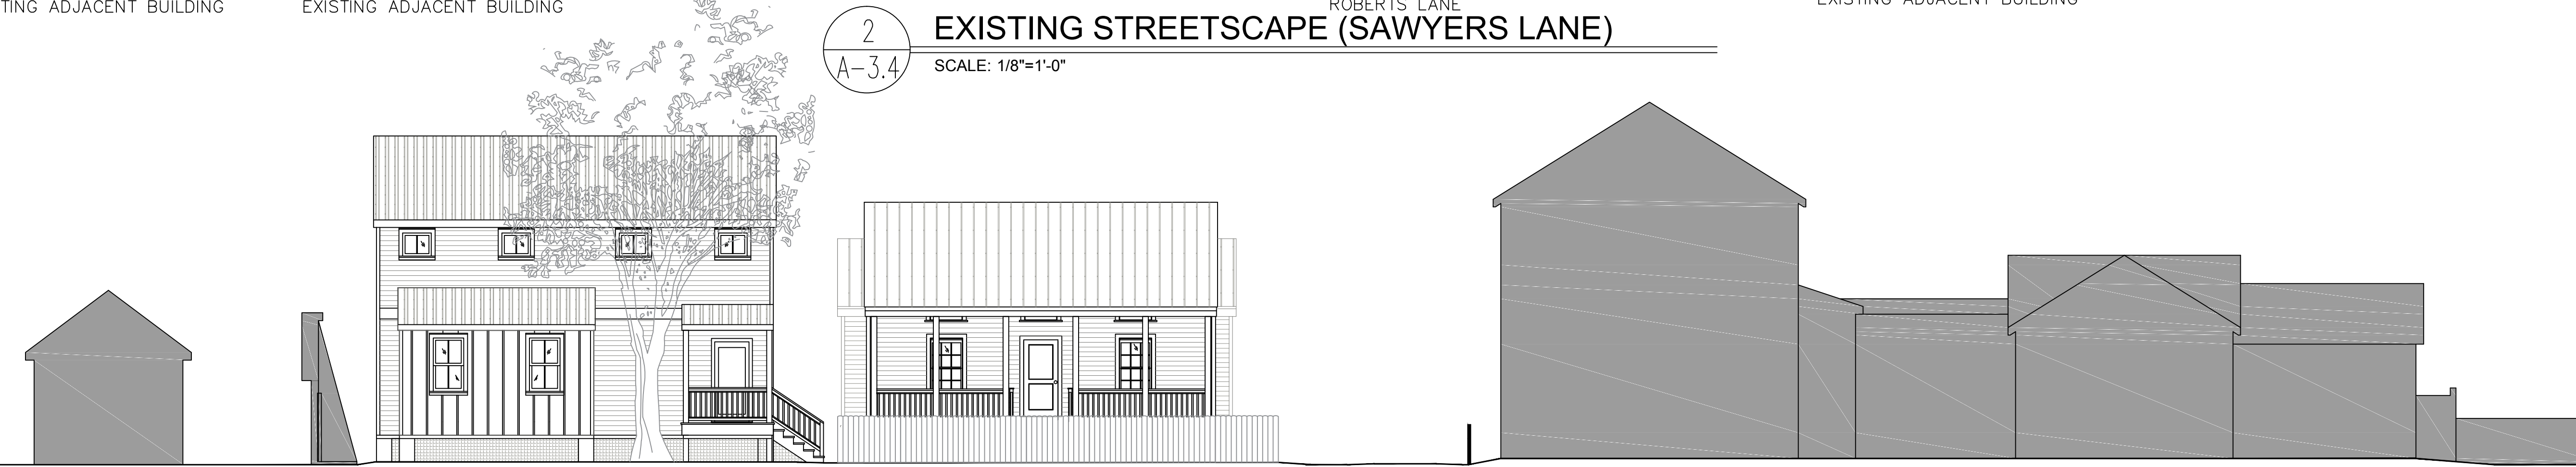 TING ADJACENT BUILDING
EXISTING ADJACENT BUILDING
ROBERTS LANE
EXISTING ADJACENT BUILDING
2
A-3.4
EXISTING STREETSCAPE (SAWYERS LANE)
SCALE: 1/8"=1'-0"